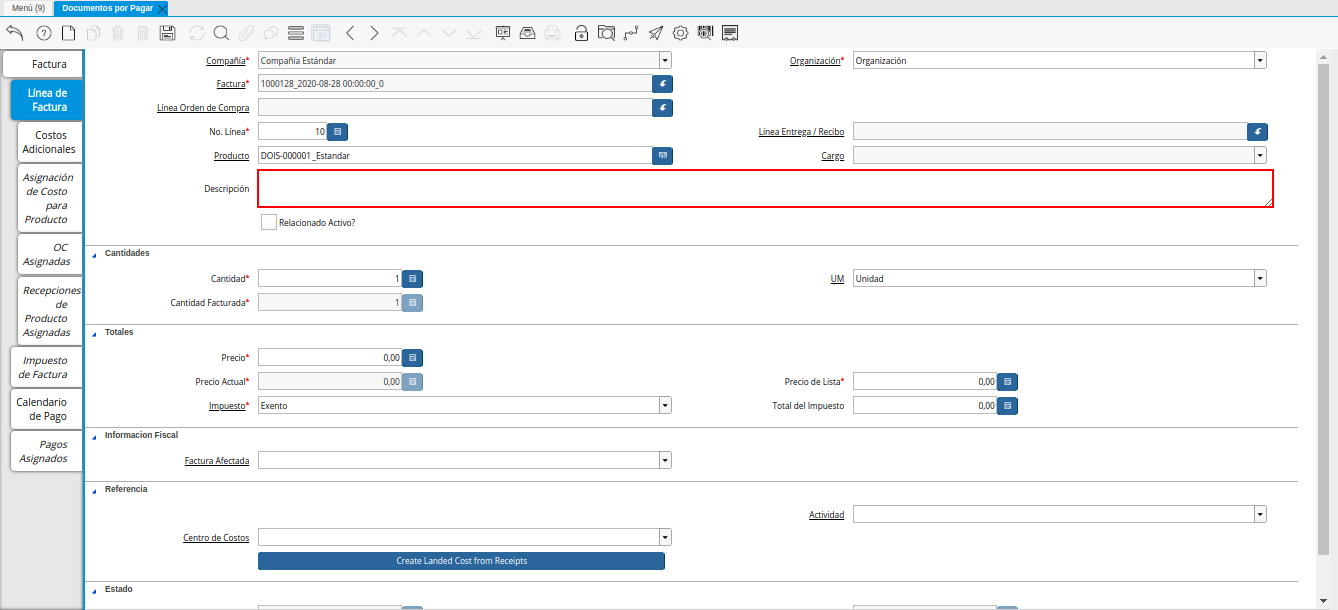 Menú (9) Documentos por Pagar
Factura
Línea de
Factura
Costos
Adicionales
Asignación
de Costo
para
Producto
OC
Asignadas
Recepciones
de
Producto
Asignadas
Impuesto
de Factura
Calendario
de Pago
Pagos
Asignados
Compañía* Compañía Estándar Organización* Organización
Factura* 1000128_2020-08-28 00:00:00_0
Línea Orden de Compra
No. Línea* 10 Línea Entrega / Recibo
Producto DOIS-000001_Estandar Cargo
Descripción
Relacionado Activo?
Cantidades
Cantidad* 1 UM Unidad
Cantidad Facturada* 1
Totales
Precio* 0,00
Precio Actual* 0,00 Precio de Lista* 0,00
Impuesto* Exento Total del Impuesto 0,00
Informacion Fiscal
Factura Afectada
Referencia
Actividad
Centro de Costos
Create Landed Cost from Receipts
Estado